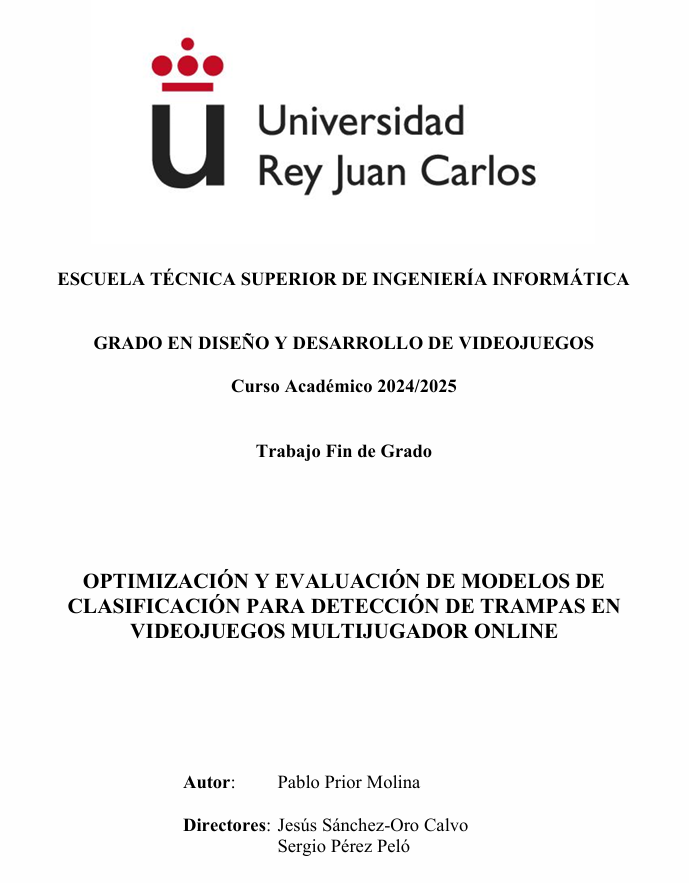 Universidad
Rey Juan Carlos
ESCUELA TÉCNICA SUPERIOR DE INGENIERÍA INFORMÁTICA
GRADO EN DISEÑO Y DESARROLLO DE VIDEOJUEGOS
Curso Académico 2024/2025
Trabajo Fin de Grado
OPTIMIZACIÓN Y EVALUACIÓN DE MODELOS DE
CLASIFICACIÓN PARA DETECCIÓN DE TRAMPAS EN
VIDEOJUEGOS MULTIJUGADOR ONLINE
Autor: Pablo Prior Molina
Directores: Jesús Sánchez-Oro Calvo
Sergio Pérez Peló